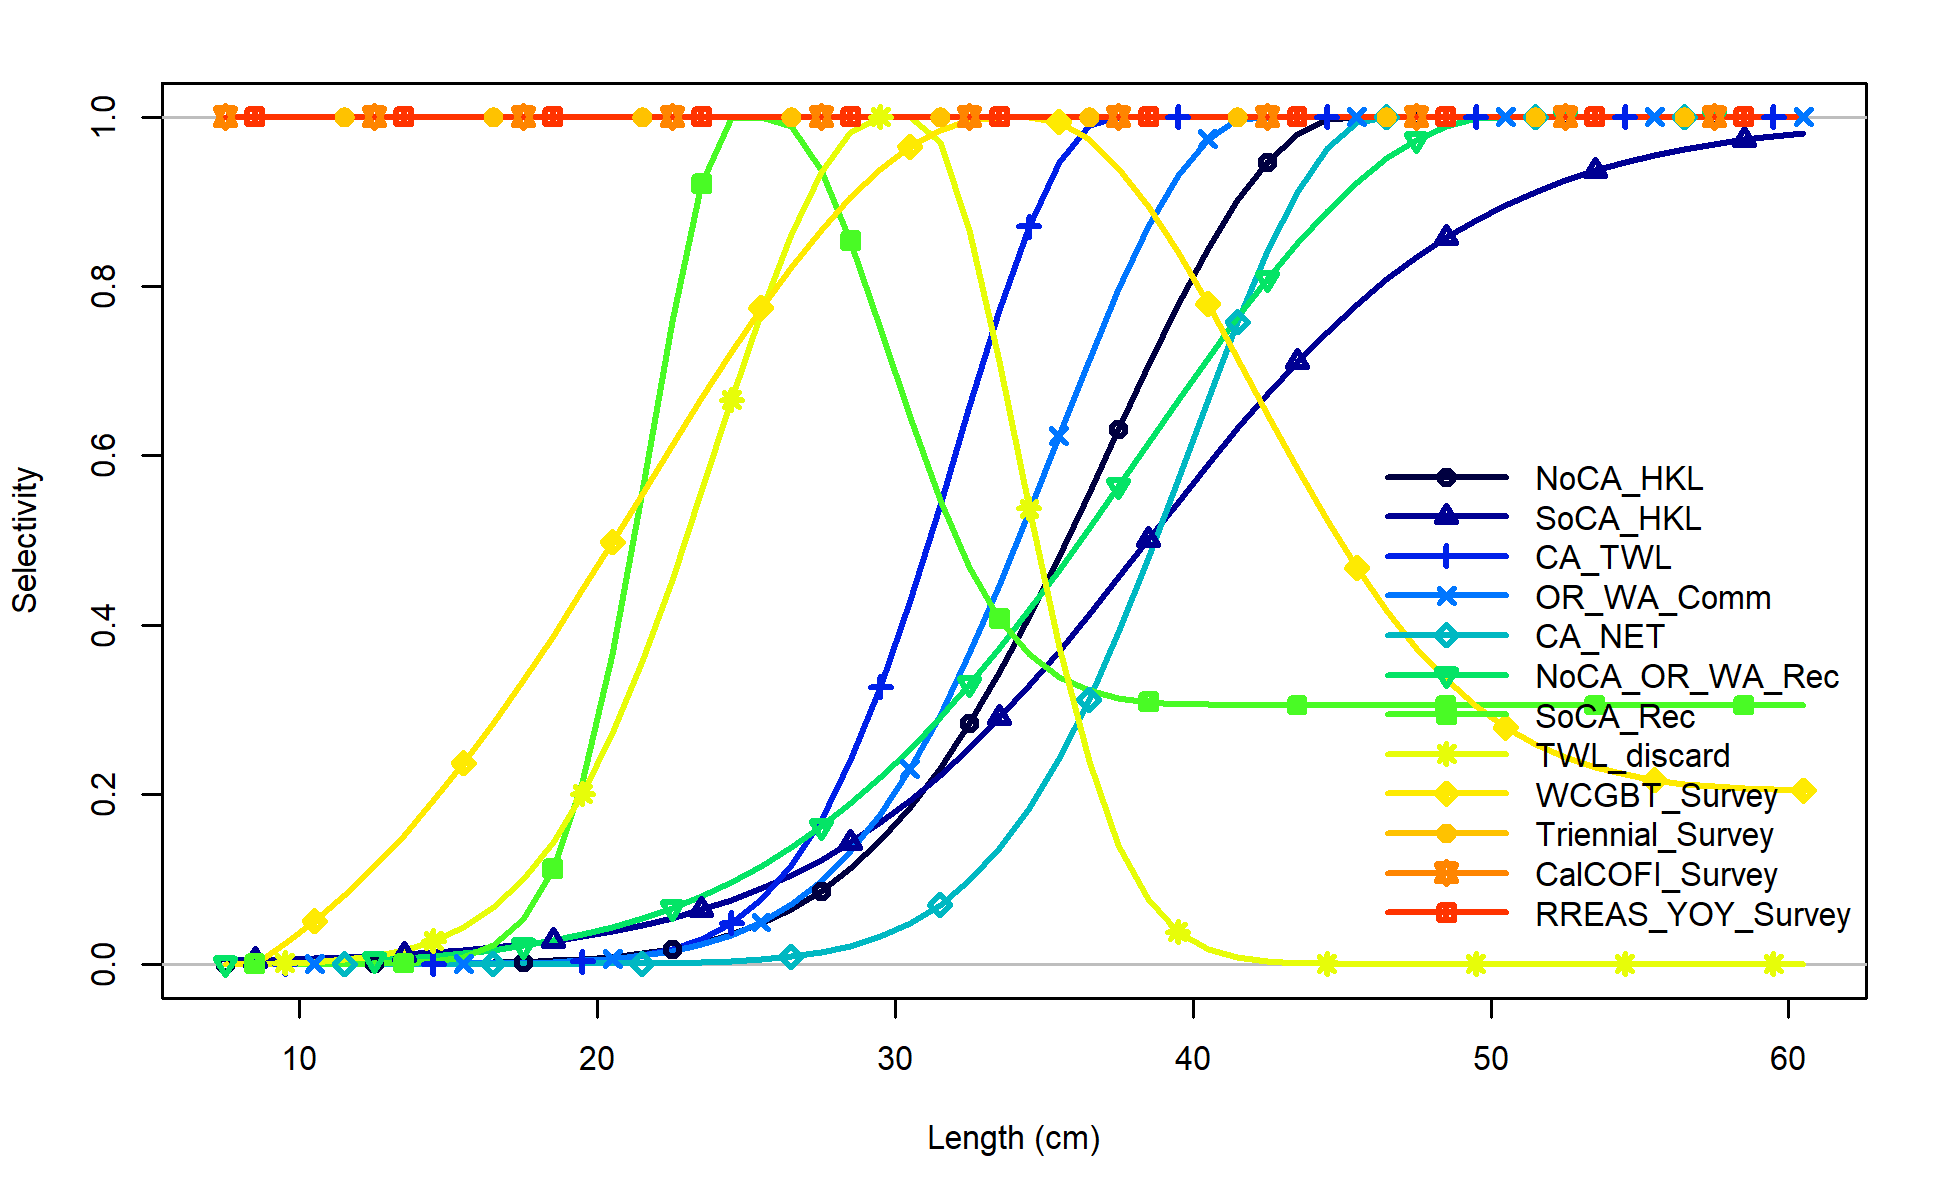 1.0
0.8
0.6
0.4
0.2
0.0
Selectivity
NoCA_HKL
SoCA_HKL
CA_TWL
OR_WA_Comm
CA_NET
NoCA_OR_WA_Rec
SoCA_Rec
TWL_discard
WCGBT_Survey
Triennial_Survey
CalCOFI_Survey
RREAS_YOY_Survey
10 20 30 40 50 60
Length (cm)